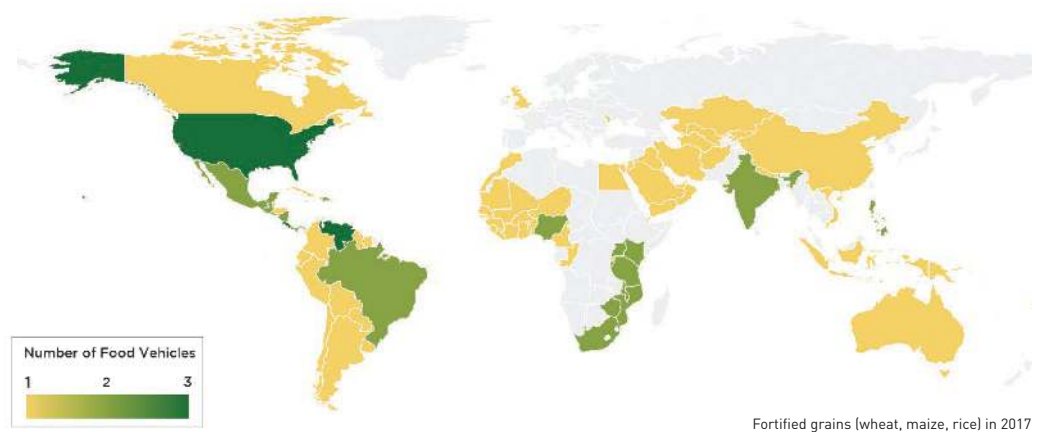 Number of Food Vehicles
1 2 3
Fortified grains (wheat, maize, rice) in 2017